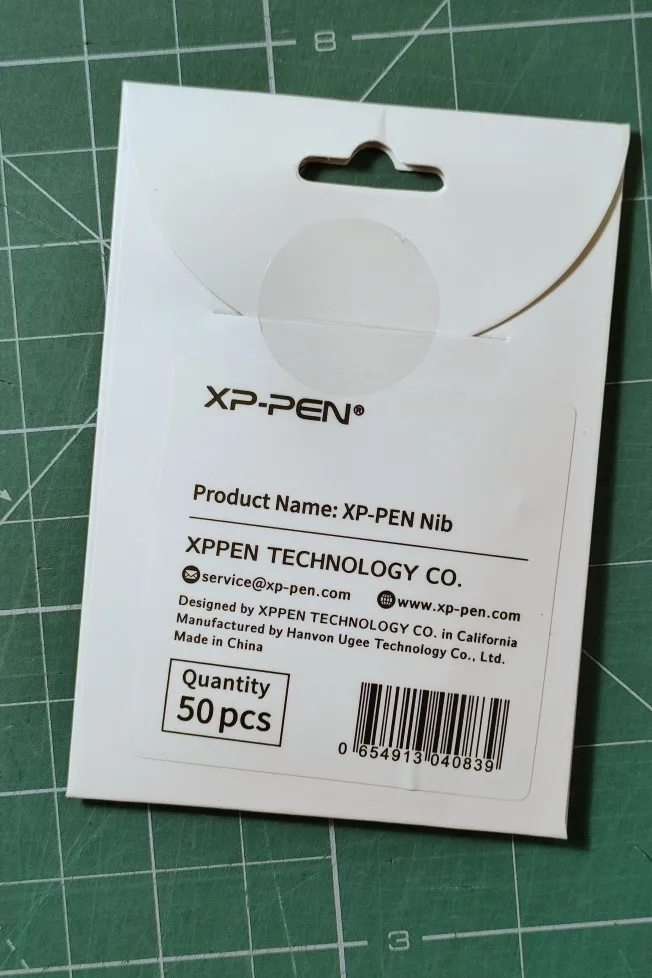 8
XP-PEN®
Product Name: XP-PEN Nib
XPPEN TECHNOLOGY CO.
service@xp-pen.com www.xp-pen.com
Designed by XPPEN TECHNOLOGY CO. in California
Manufactured by Hanvon Ugee Technology Co., Ltd.
Made in China
Quantity
50 pcs
0 654913 040839
3